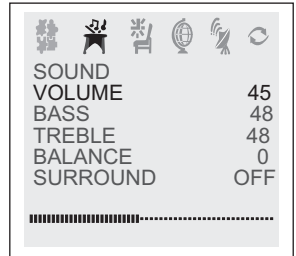 SOUND
VOLUME 45
BASS 48
TREBLE 48
BALANCE 0
SURROUND OFF